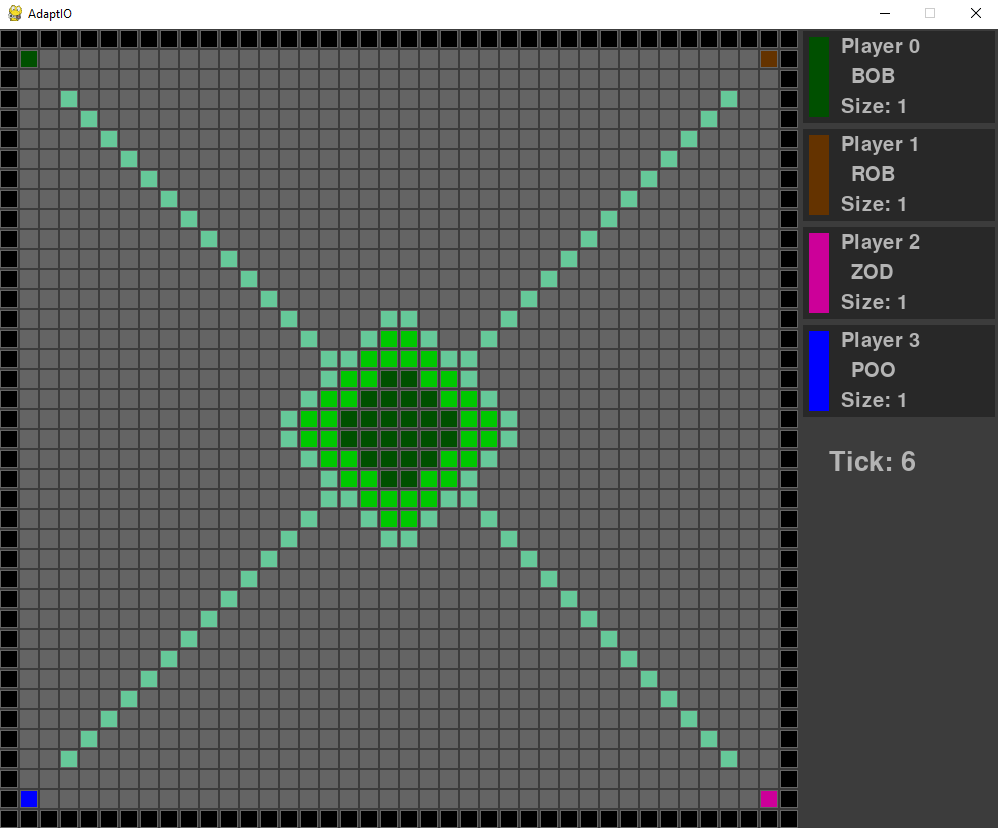 AdaptIO
Player 0
BOB
Size: 1
Player 1
ROB
Size: 1
Player 2
ZOD
Size: 1
Player 3
POO
Size: 1
Tick: 6